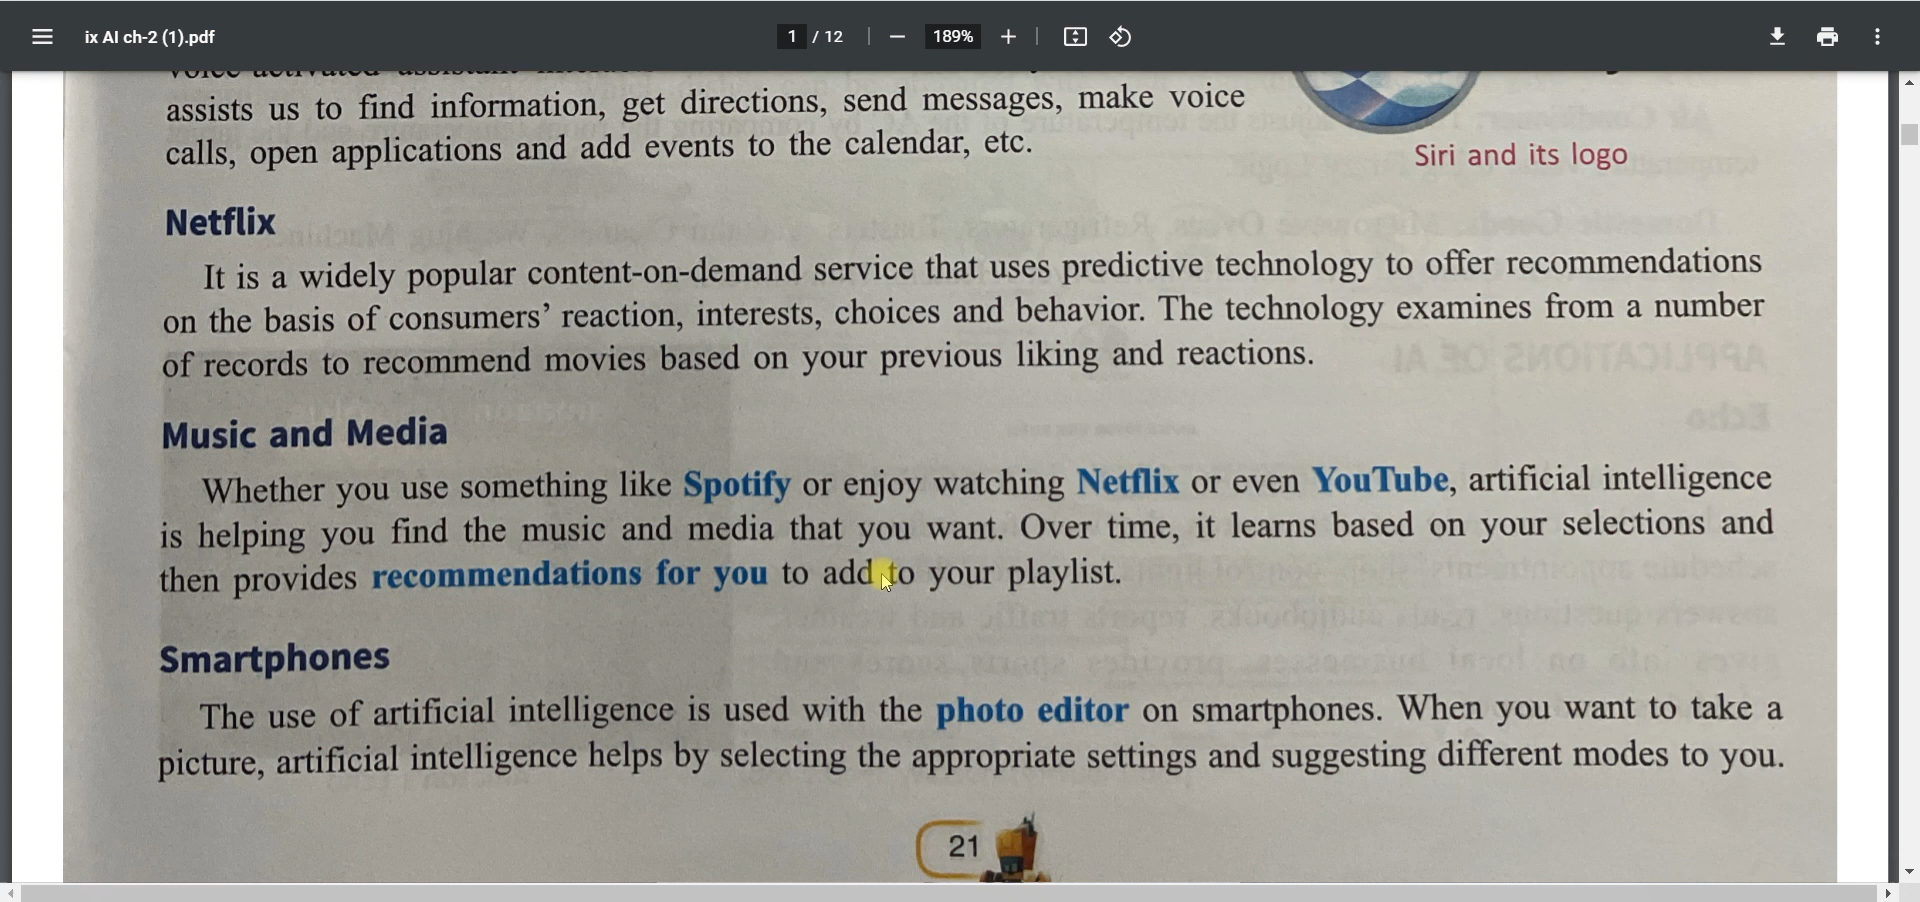 ix AI ch-2 (1).pdf
1 / 12
189%
voice activated assistant
assists us to find information, get directions, send messages, make voice
calls, open applications and add events to the calendar, etc.
Siri and its logo
Netflix
It is a widely popular content-on-demand service that uses predictive technology to offer recommendations
on the basis of consumers' reaction, interests, choices and behavior. The technology examines from a number
of records to recommend movies based on your previous liking and reactions.
Music and Media
Whether you use something like Spotify or enjoy watching Netflix or even YouTube, artificial intelligence
is helping you find the music and media that you want. Over time, it learns based on your selections and
then provides recommendations for you to add to your playlist.
Smartphones
The use of artificial intelligence is used with the photo editor on smartphones. When you want to take a
picture, artificial intelligence helps by selecting the appropriate settings and suggesting different modes to you.
21